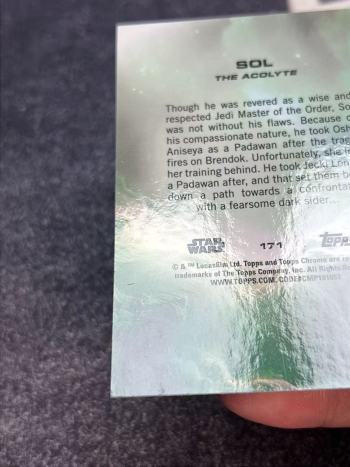 SOL
THE ACOLYTE
Though he was revered as a wise and
respected Jedi Master of the Order, So
was not without his flaws. Because o
his compassionate nature, he took Osh
Aniseya as a Padawan after the trag
fires on Brendok. Unfortunately, she
her training behind. He took Jecki Lon
a Padawan after, and that set them
down a path towards a confronta
with a fearsome dark sider...
STAR WARS 171 Topps
© & ™ Lucasfilm Ltd. Topps and Topps Chrome are
trademarks of The Topps Company, Inc. All Rights
WWW.TOPPS.COM. CODE#